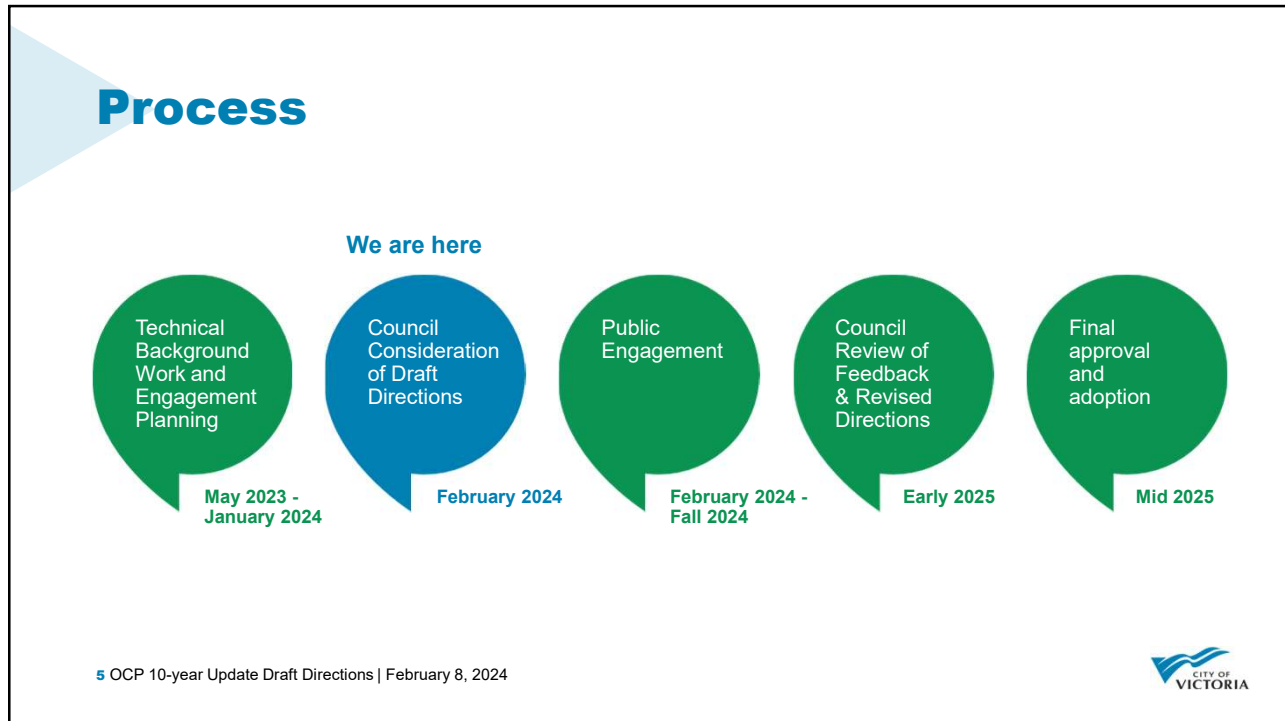 Process
We are here
Technical
Background
Work and
Engagement
Planning
May 2023 -
January 2024
Council
Consideration
of Draft
Directions
February 2024
Public
Engagement
February 2024 -
Fall 2024
Council
Review of
Feedback
& Revised
Directions
Early 2025
Final
approval
and
adoption
Mid 2025
5 OCP 10-year Update Draft Directions | February 8, 2024
CITY OF
VICTORIA